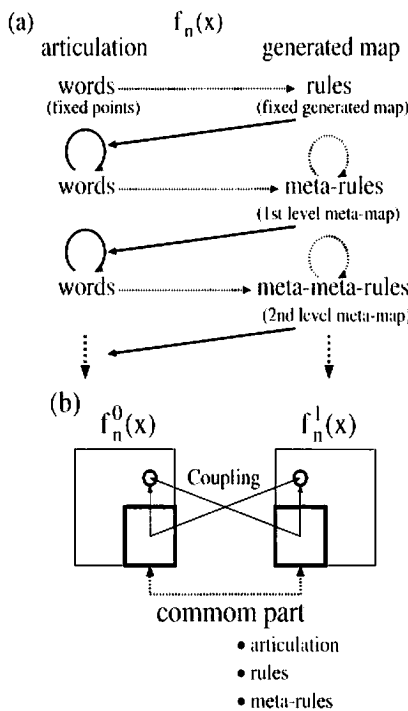 (a) f_n(x)
articulation generated map
words rules
(fixed points) (fixed generated map)
words meta-rules
(1st level meta-map)
words meta-meta-rules
(2nd level meta-map)
(b)
f_n^0(x) f_n^1(x)
Coupling
commom part
• articulation
• rules
• meta-rules